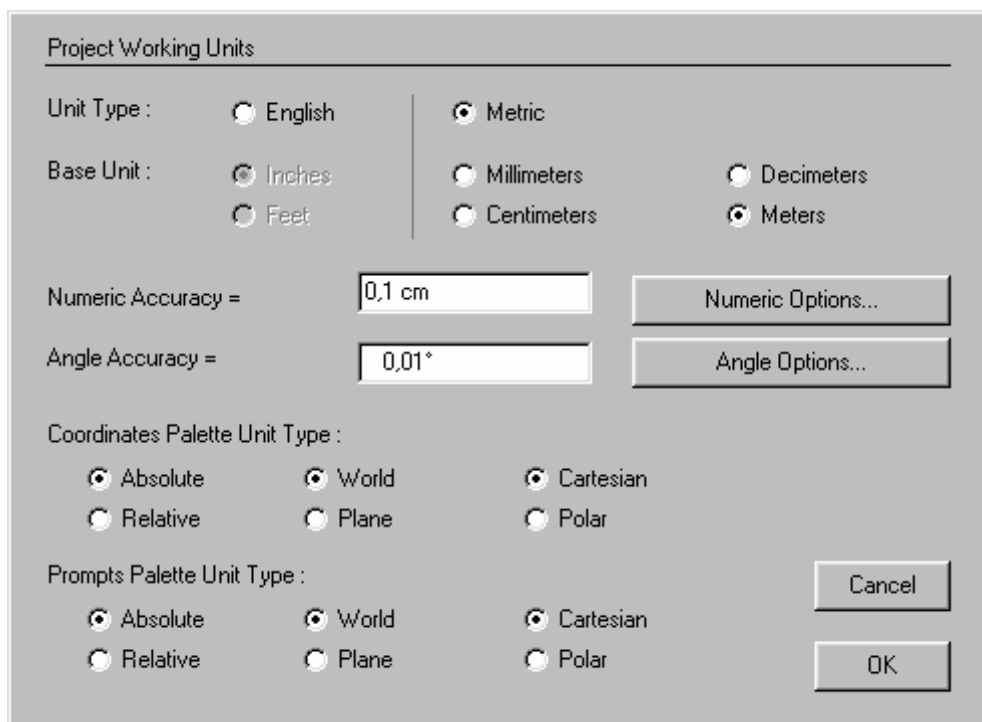 Project Working Units
Unit Type : English Metric
Base Unit : Inches Millimeters Decimeters
Feet Centimeters Meters
Numeric Accuracy = 0,1 cm Numeric Options...
Angle Accuracy = 0,01° Angle Options...
Coordinates Palette Unit Type :
Absolute World Cartesian
Relative Plane Polar
Prompts Palette Unit Type :
Cancel
Absolute World Cartesian
Relative Plane Polar
OK